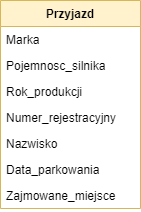 Przyjazd
Marka
Pojemnosc_silnika
Rok_produkcji
Numer_rejestracyjny
Nazwisko
Data_parkowania
Zajmowane_miejsce